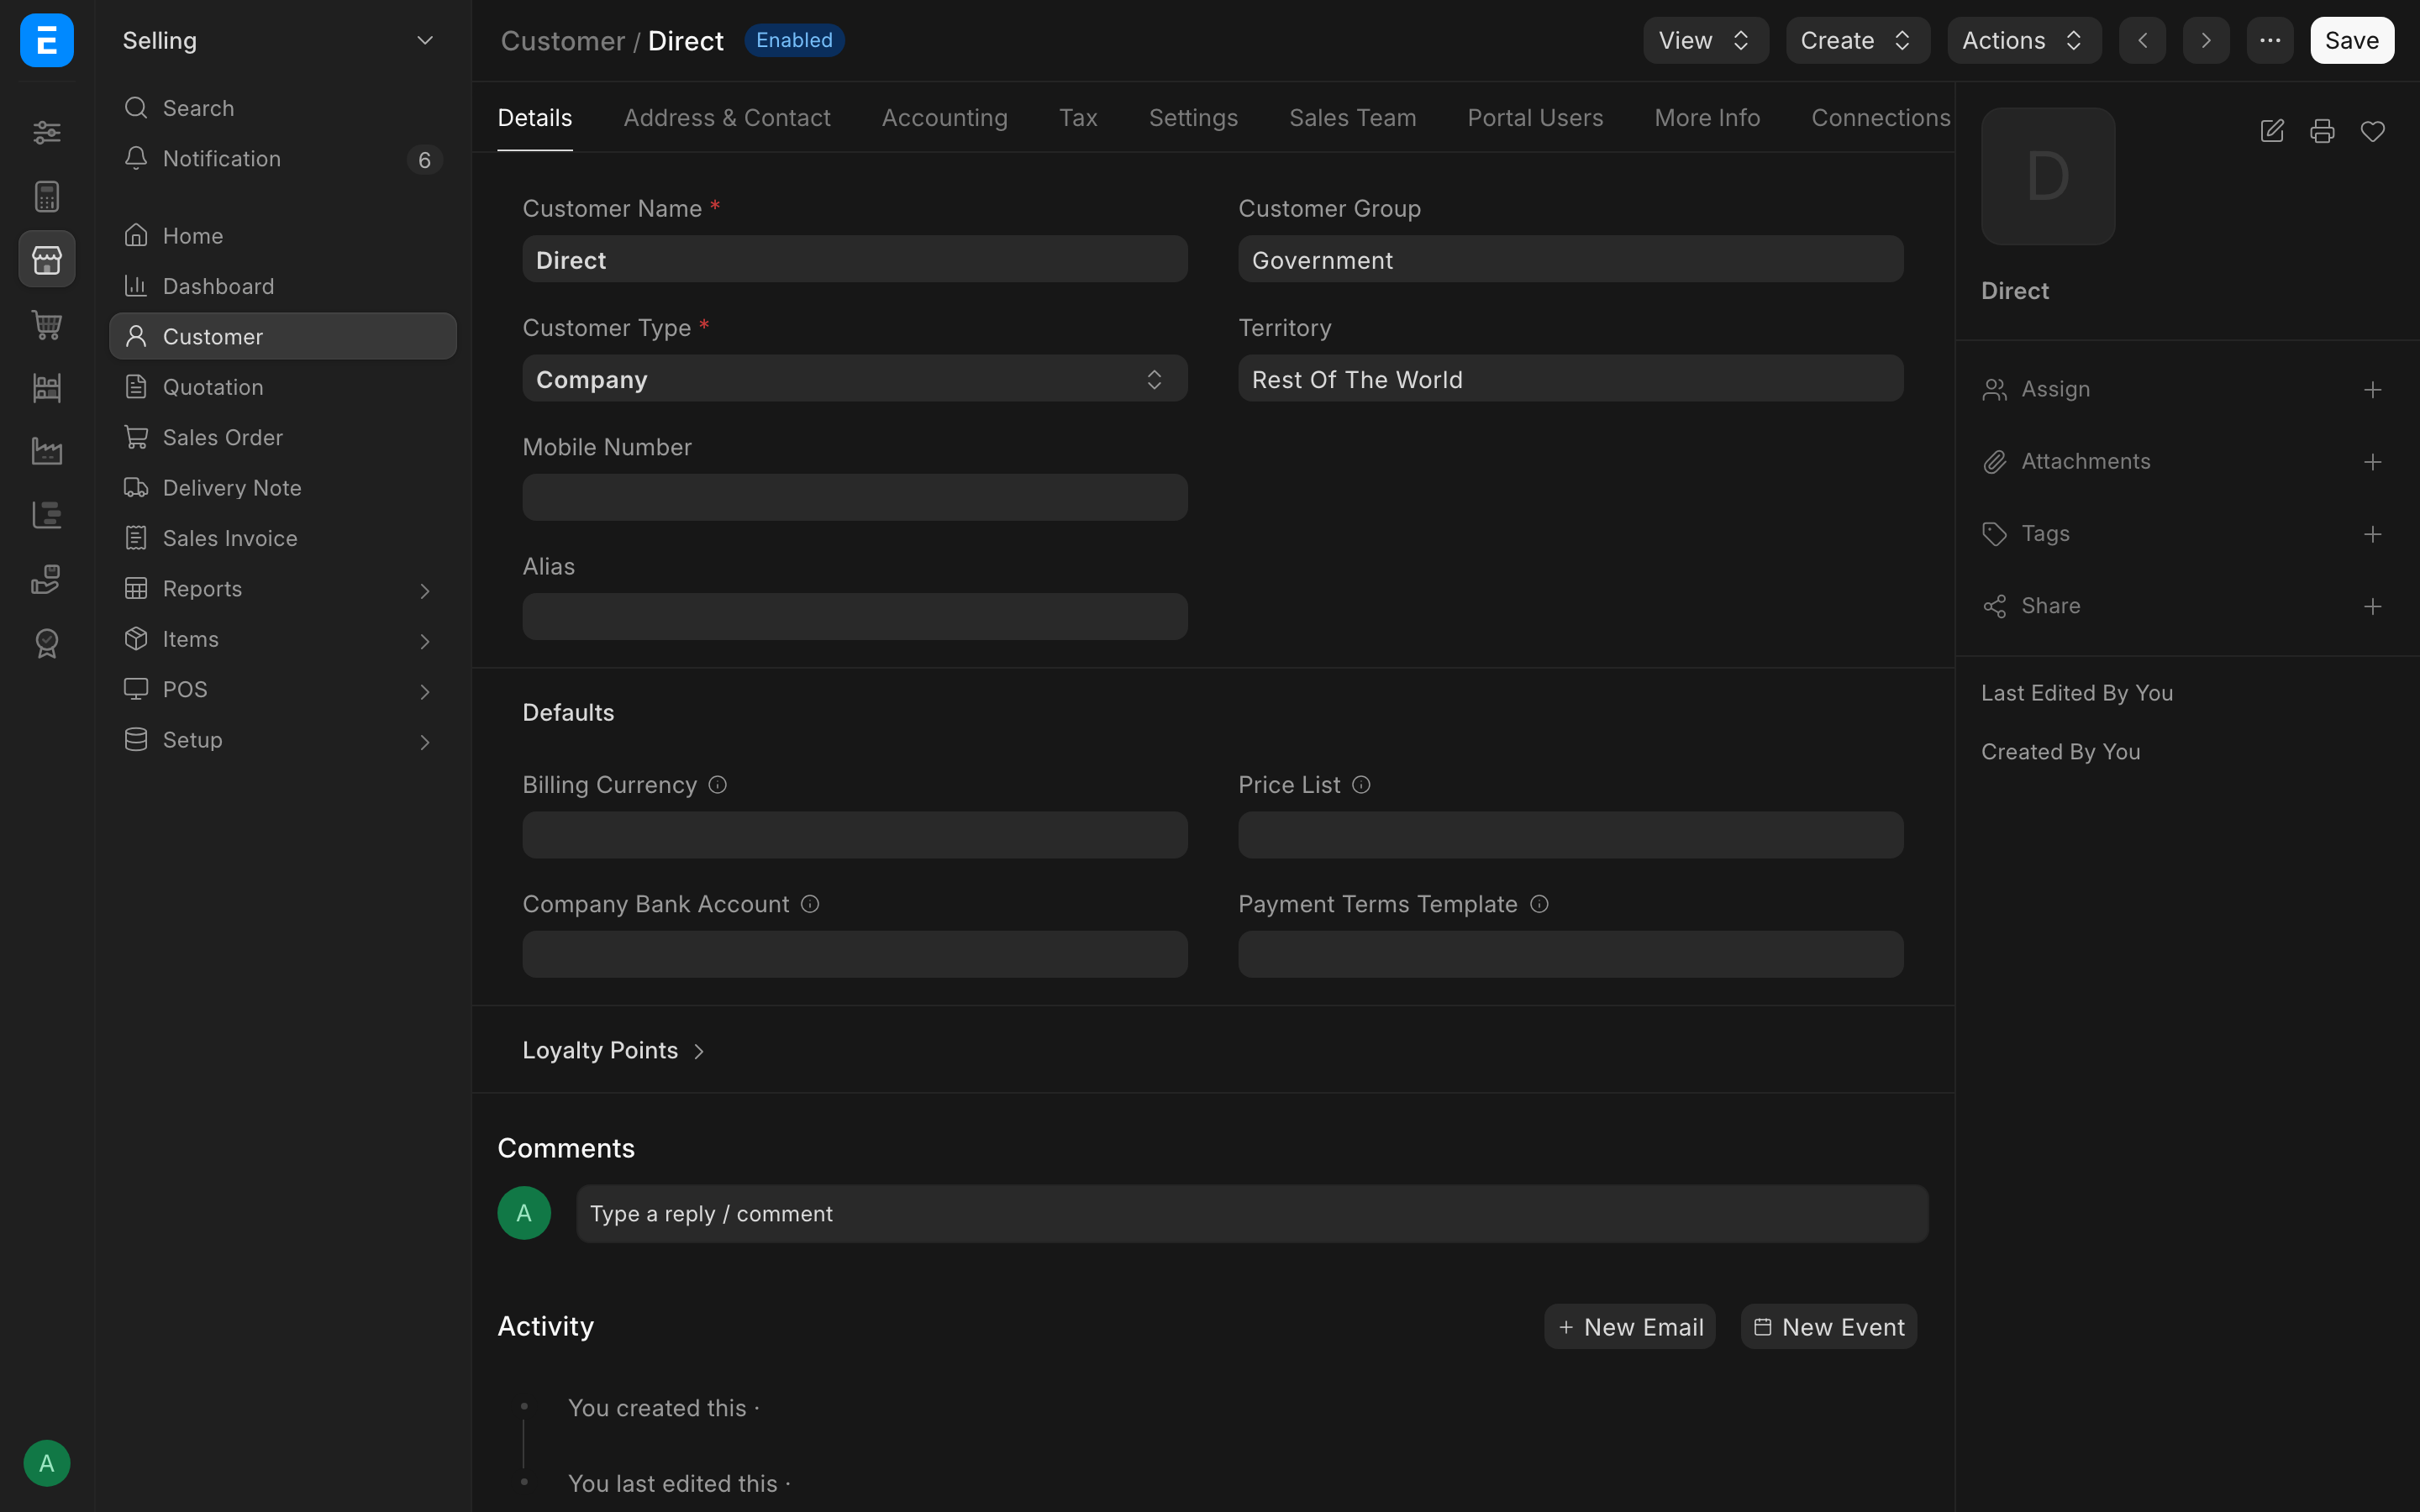 Selling
Search
Notification 6
Home
Dashboard
Customer
Quotation
Sales Order
Delivery Note
Sales Invoice
Reports
Items
POS
Setup
A
Customer / Direct Enabled
View Create Actions Save
Details Address & Contact Accounting Tax Settings Sales Team Portal Users More Info Connections
Customer Name * Customer Group
Direct Government
Customer Type * Territory
Company Rest Of The World
Mobile Number
Alias
Defaults
Billing Currency Price List
Company Bank Account Payment Terms Template
Loyalty Points
Comments
A Type a reply / comment
Activity New Email New Event
You created this ·
You last edited this ·
D
Direct
Assign
Attachments
Tags
Share
Last Edited By You
Created By You